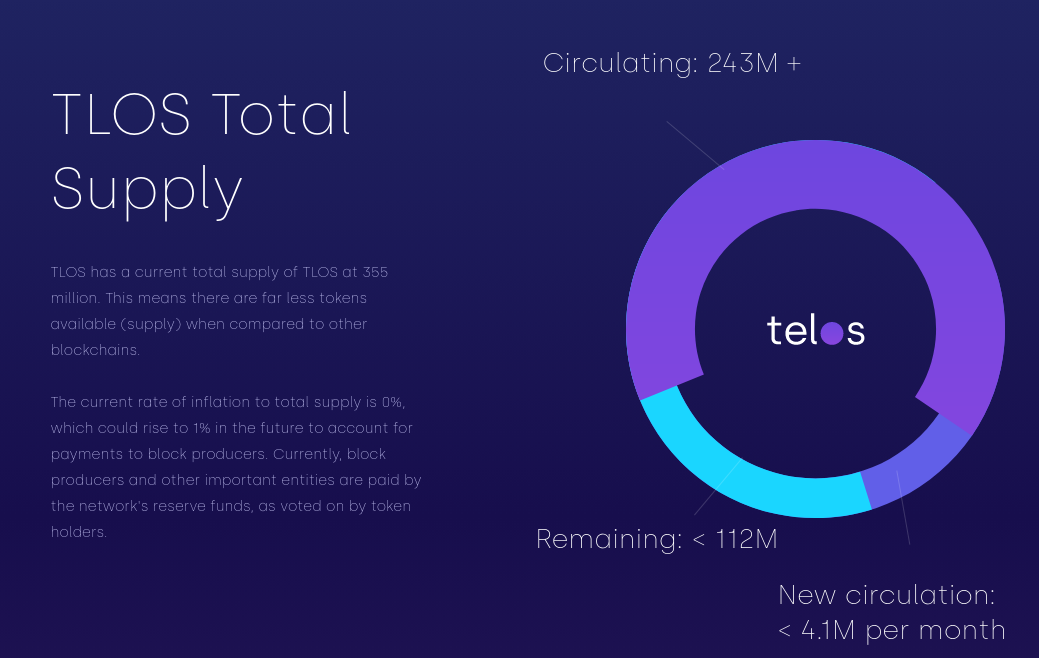 TLOS Total
Supply
TLOS has a current total supply of TLOS at 355
million. This means there are far less tokens
available (supply) when compared to other
blockchains.
The current rate of inflation to total supply is 0%,
which could rise to 1% in the future to account for
payments to block producers. Currently, block
producers and other important entities are paid by
the network's reserve funds, as voted on by token
holders.
Circulating: 243M +
telos
Remaining: < 112M
New circulation:
< 4.1M per month